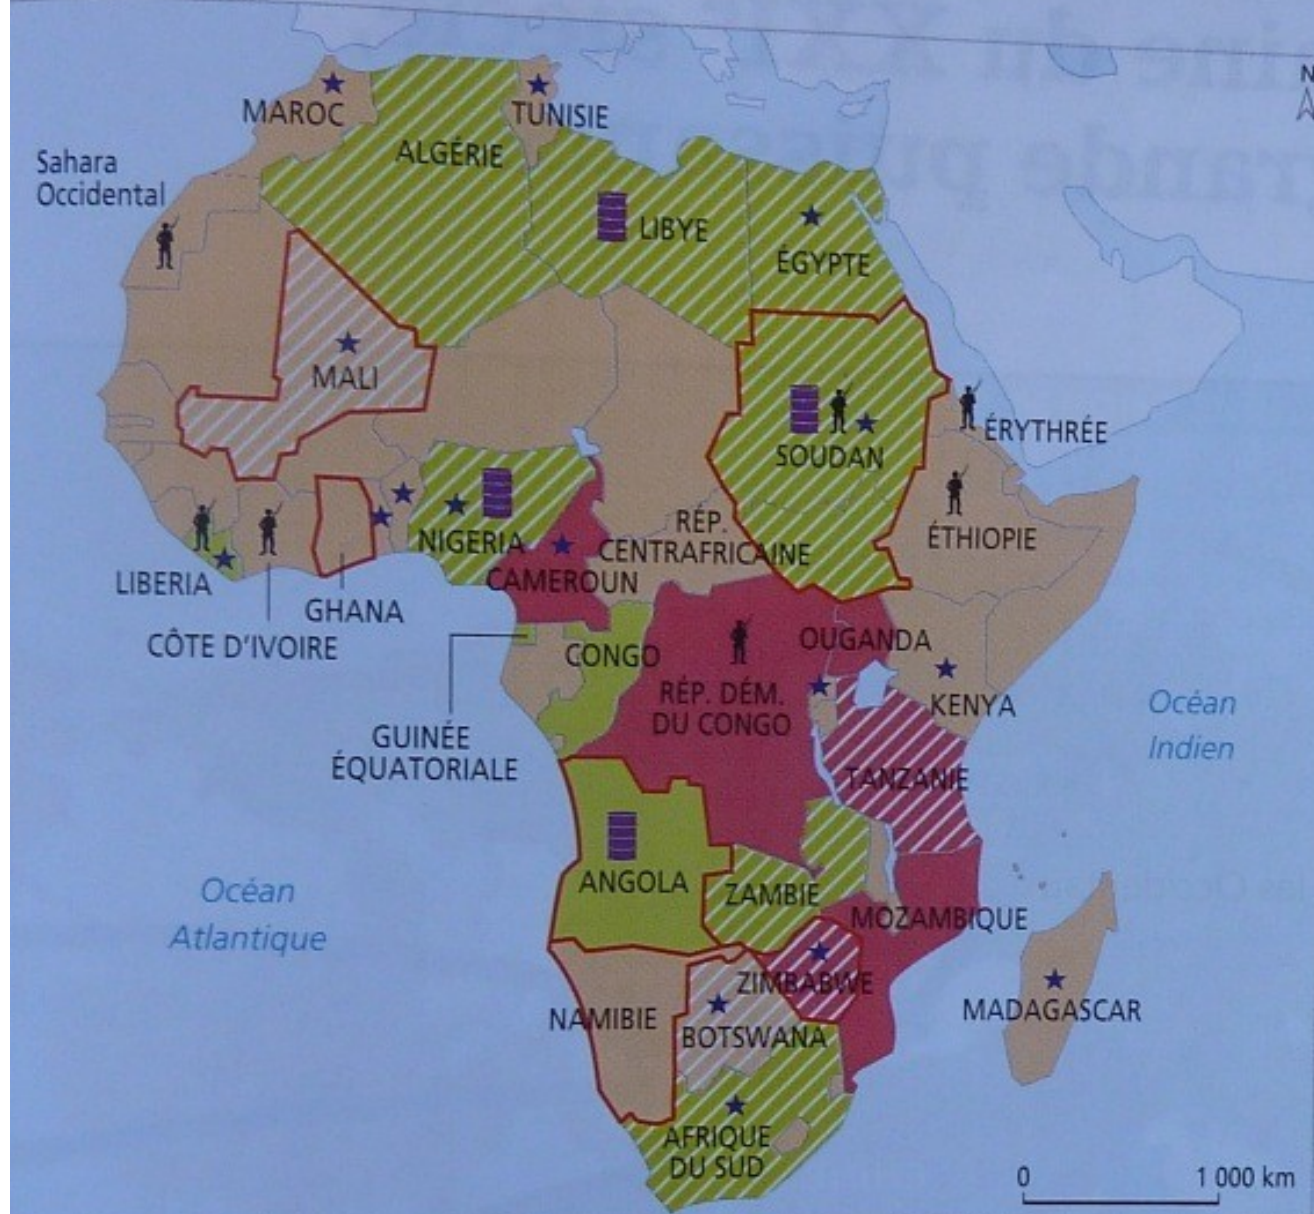 N
MAROC
TUNISIE
ALGÉRIE
Sahara
Occidental
LIBYE
ÉGYPTE
MALI
SOUDAN
ÉRYTHRÉE
NIGERIA
RÉP.
CENTRAFRICAINE
ÉTHIOPIE
CAMEROUN
LIBERIA
GHANA
CÔTE D'IVOIRE
CONGO
OUGANDA
RÉP. DÉM.
DU CONGO
KENYA
GUINÉE
ÉQUATORIALE
Océan
Indien
TANZANIE
ANGOLA
ZAMBIE
Océan
Atlantique
MOZAMBIQUE
ZIMBABWE
NAMIBIE
BOTSWANA
MADAGASCAR
AFRIQUE
DU SUD
0 1 000 km